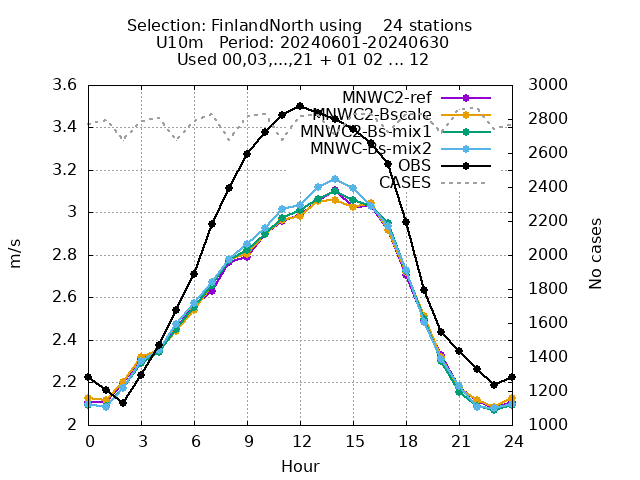 Selection: FinlandNorth using    24 stations
U10m   Period: 20240601-20240630
Used 00,03,...,21 + 01 02 ... 12
3.6
3.4
3.2
3
2.8
2.6
2.4
2.2
2
m/s
MNWC2-ref
MNWC2-Bscale
MNWC2-Bs-mix1
MNWC-Bs-mix2
OBS
CASES
3000
2800
2600
2400
2200
2000
1800
1600
1400
1200
1000
No cases
0 3 6 9 12 15 18 21 24
Hour